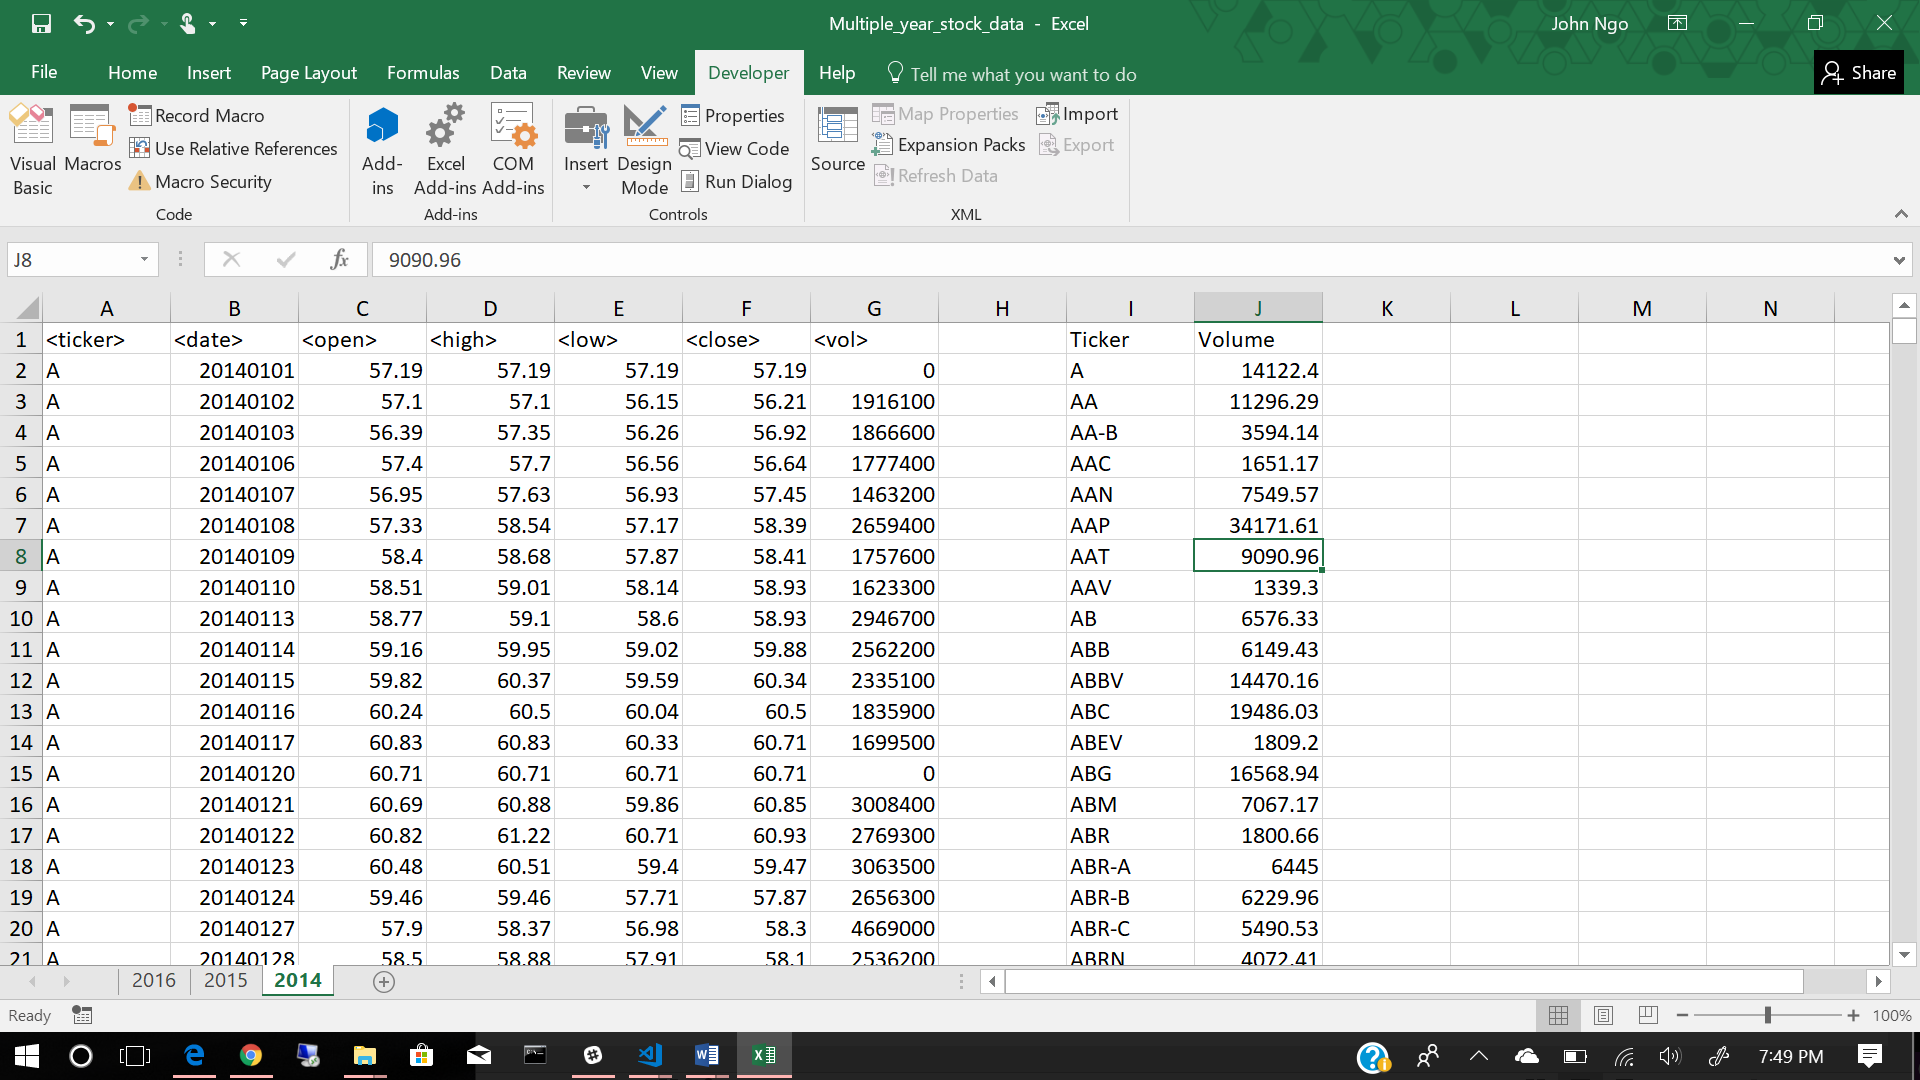 Multiple_year_stock_data - Excel
John Ngo
File Home Insert Page Layout Formulas Data Review View Developer Help Tell me what you want to do Share
Visual Basic
Macros
Record Macro
Use Relative References
Macro Security
Code
Add-ins
Excel Add-ins
COM Add-ins
Add-ins
Insert
Design Mode
Properties
View Code
Run Dialog
Controls
Source
Map Properties
Expansion Packs
Refresh Data
Import
Export
XML
J8 fx 9090.96
A B C D E F G H I J K L M N
1 <ticker> <date> <open> <high> <low> <close> <vol> Ticker Volume
2 A 20140101 57.19 57.19 57.19 57.19 0 A 14122.4
3 A 20140102 57.1 57.1 56.15 56.21 1916100 AA 11296.29
4 A 20140103 56.39 57.35 56.26 56.92 1866600 AA-B 3594.14
5 A 20140106 57.4 57.7 56.56 56.64 1777400 AAC 1651.17
6 A 20140107 56.95 57.63 56.93 57.45 1463200 AAN 7549.57
7 A 20140108 57.33 58.54 57.17 58.39 2659400 AAP 34171.61
8 A 20140109 58.4 58.68 57.87 58.41 1757600 AAT 9090.96
9 A 20140110 58.51 59.01 58.14 58.93 1623300 AAV 1339.3
10 A 20140113 58.77 59.1 58.6 58.93 2946700 AB 6576.33
11 A 20140114 59.16 59.95 59.02 59.88 2562200 ABB 6149.43
12 A 20140115 59.82 60.37 59.59 60.34 2335100 ABBV 14470.16
13 A 20140116 60.24 60.5 60.04 60.5 1835900 ABC 19486.03
14 A 20140117 60.83 60.83 60.33 60.71 1699500 ABEV 1809.2
15 A 20140120 60.71 60.71 60.71 60.71 0 ABG 16568.94
16 A 20140121 60.69 60.88 59.86 60.85 3008400 ABM 7067.17
17 A 20140122 60.82 61.22 60.71 60.93 2769300 ABR 1800.66
18 A 20140123 60.48 60.51 59.4 59.47 3063500 ABR-A 6445
19 A 20140124 59.46 59.46 57.71 57.87 2656300 ABR-B 6229.96
20 A 20140127 57.9 58.37 56.98 58.3 4669000 ABR-C 5490.53
21 A 20140128 58.5 58.88 57.91 58.1 2536200 ABRN 4072.41
2016 2015 2014
Ready
100%
7:49 PM